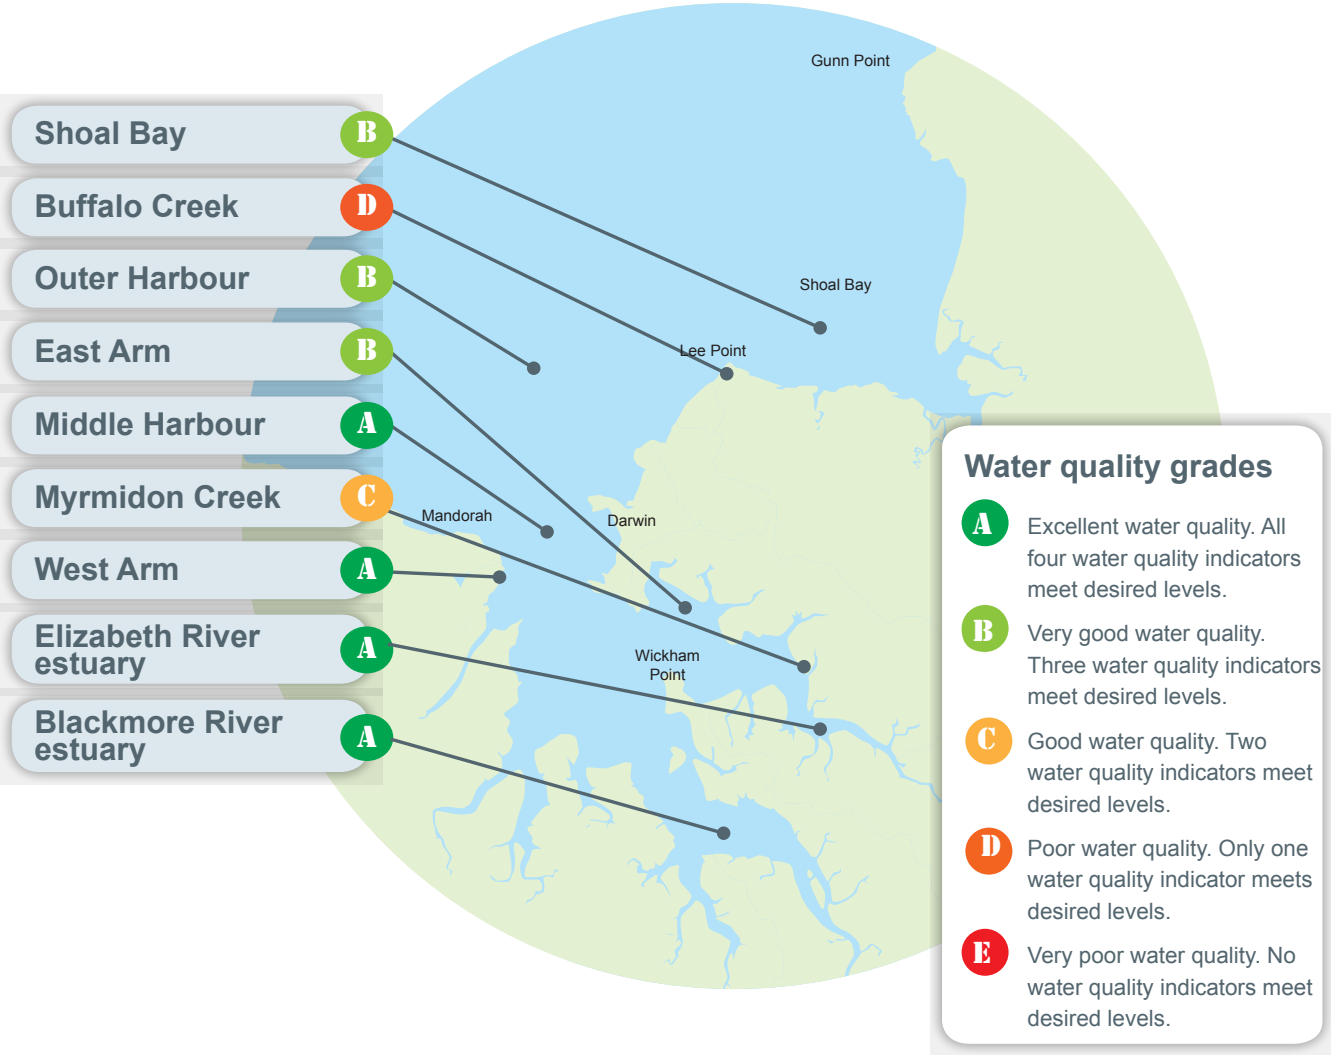 Gunn Point
Shoal Bay
B
Buffalo Creek
D
Outer Harbour
B
Shoal Bay
East Arm
B
Lee Point
Middle Harbour
A
Myrmidon Creek
C
Mandorah
Darwin
West Arm
A
Elizabeth River
estuary
A
Wickham
Point
Blackmore River
estuary
A
Water quality grades
A
Excellent water quality. All
four water quality indicators
meet desired levels.
B
Very good water quality.
Three water quality indicators
meet desired levels.
C
Good water quality. Two
water quality indicators meet
desired levels.
D
Poor water quality. Only one
water quality indicator meets
desired levels.
E
Very poor water quality. No
water quality indicators meet
desired levels.